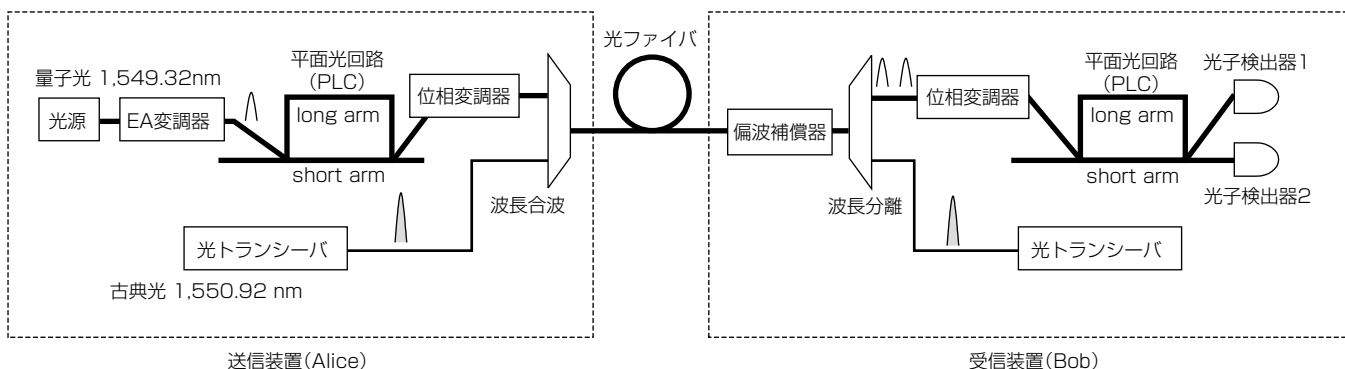 光ファイバ
平面光回路
(PLC)
量子光 1,549.32nm
光源
EA変調器
long arm
位相変調器
short arm
波長合波
光トランシーバ
古典光 1,550.92 nm
送信装置(Alice)
偏波補償器
波長分離
位相変調器
平面光回路
(PLC)
long arm
short arm
光子検出器1
光子検出器2
光トランシーバ
受信装置(Bob)